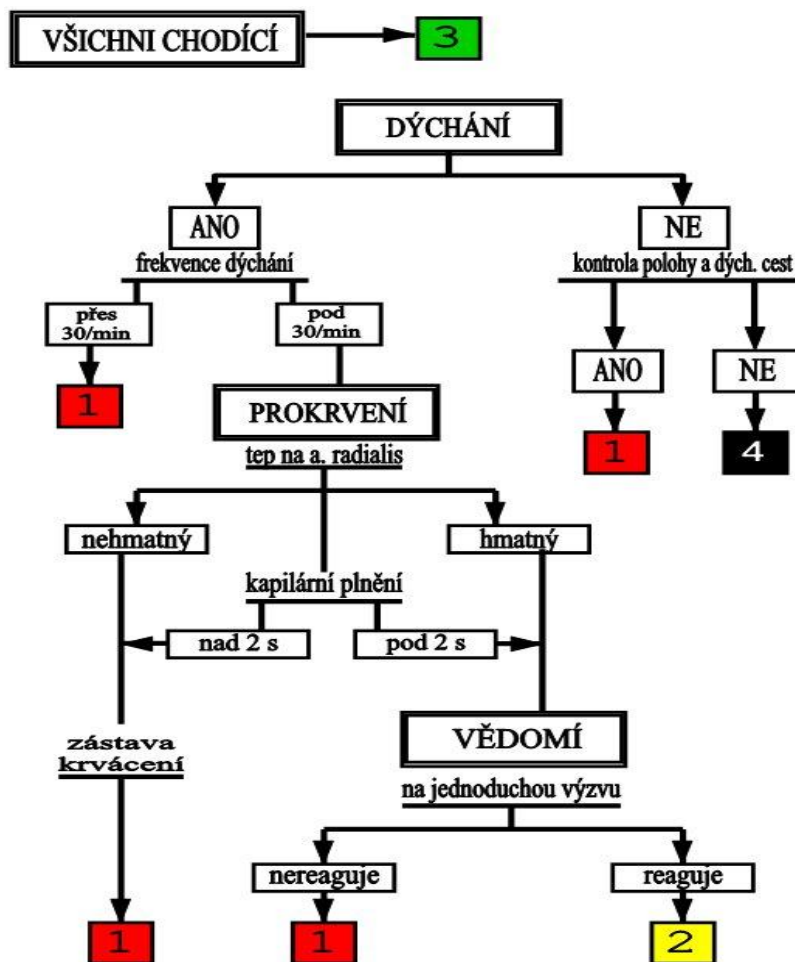 VŠICHNI CHODÍCÍ
3
DÝCHÁNÍ
ANO
NE
frekvence dýchání
kontrola polohy a dých. cest
přes
30/min
pod
30/min
ANO
NE
1
PROKRVENÍ
1
4
tep na a. radialis
nehmatný
hmatný
kapilární plnění
nad 2 s
pod 2 s
VĚDOMÍ
zástava
krvácení
na jednoduchou výzvu
nereaguje
reaguje
1
1
2